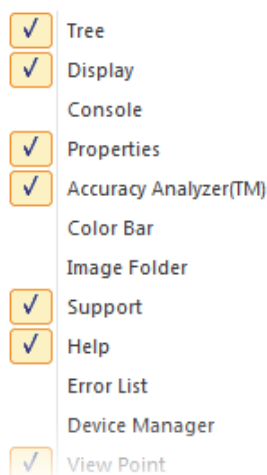 Tree
Display
Console
Properties
Accuracy Analyzer(TM)
Color Bar
Image Folder
Support
Help
Error List
Device Manager
View Point